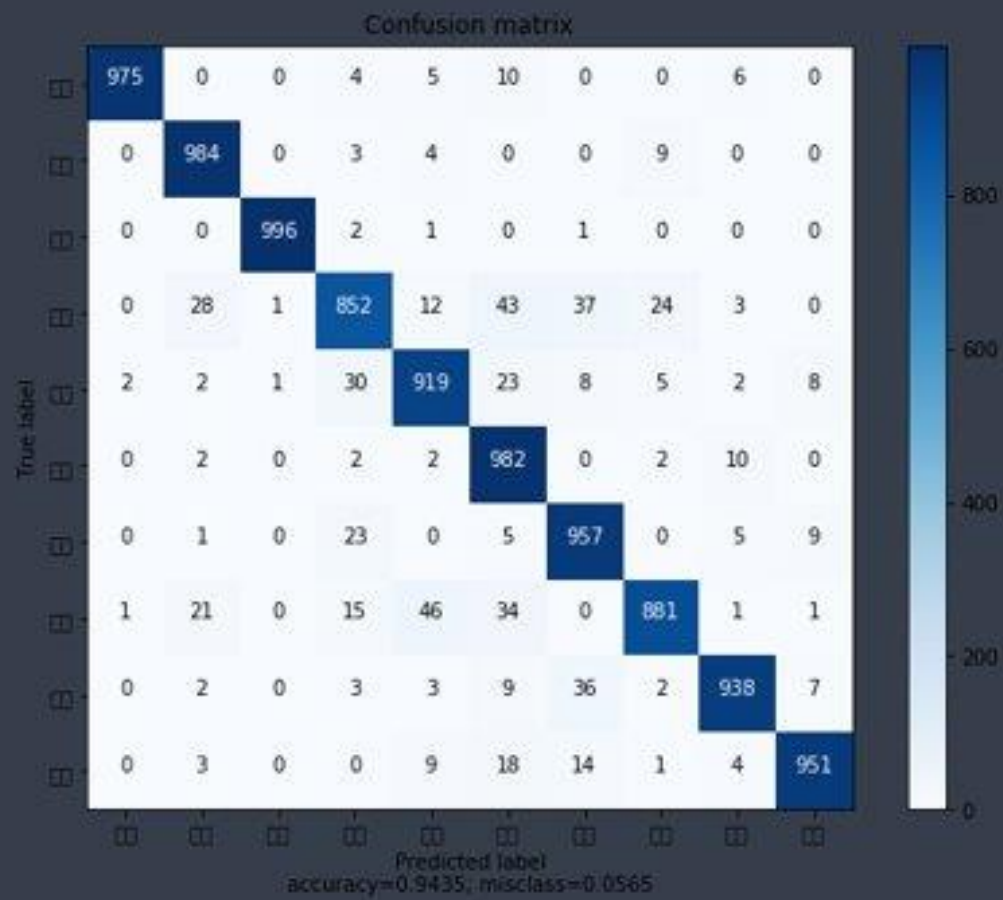 Confusion matrix
975 0 0 4 5 10 0 0 6 0
0 984 0 3 4 0 0 9 0 0
0 0 996 2 1 0 1 0 0 0
0 28 1 852 12 43 37 24 3 0
2 2 1 30 919 23 8 5 2 8
0 2 0 2 2 982 0 2 10 0
0 1 0 23 0 5 957 0 5 9
1 21 0 15 46 34 0 881 1 1
0 2 0 3 3 9 36 2 938 7
0 3 0 0 9 18 14 1 4 951
True label
Predicted label
accuracy=0.9435; misclass=0.0565
800
600
400
200
0